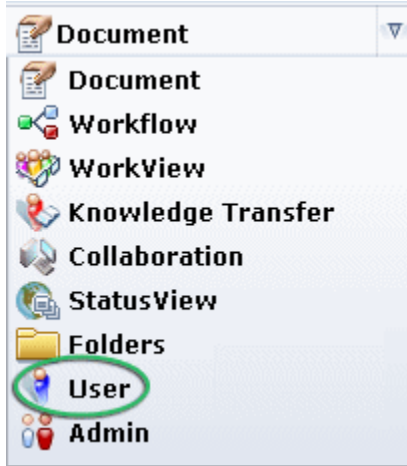 Document
Document
Workflow
WorkView
Knowledge Transfer
Collaboration
StatusView
Folders
User
Admin